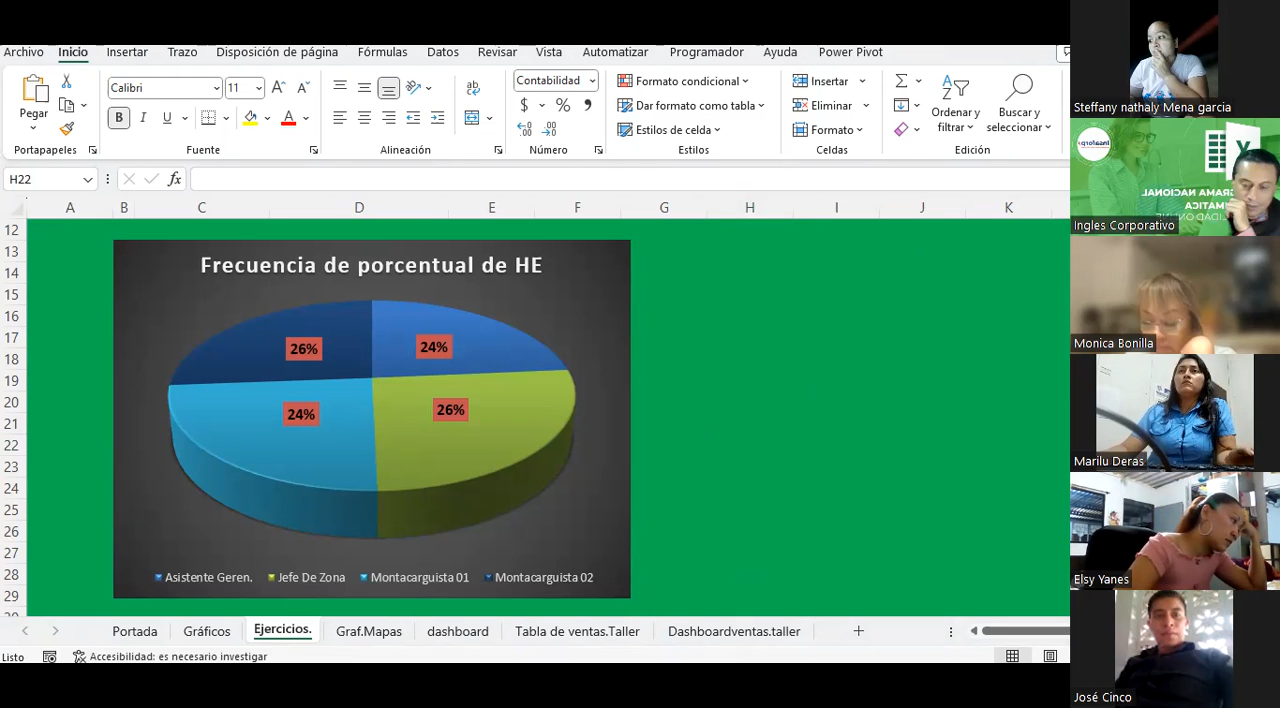 Archivo Inicio Insertar Trazo Disposición de página Fórmulas Datos Revisar Vista Automatizar Programador Ayuda Power Pivot
Pegar
Calibri 11
N K S
Contabilidad
$ %
Formato condicional
Dar formato como tabla
Estilos de celda
Insertar
Eliminar
Formato
Ordenar y filtrar
Buscar y seleccionar
Portapapeles Fuente Alineación Número Estilos Celdas Edición
H22 fx
A B C D E F G H I J K
12
13
14
15
16
17
18
19
20
21
22
23
24
25
26
27
28
29
Frecuencia de porcentual de HE
26% 24%
24% 26%
Asistente Geren. Jefe De Zona Montacarguista 01 Montacarguista 02
Portada Gráficos Ejercicios. Graf.Mapas dashboard Tabla de ventas.Taller Dashboardventas.taller
Listo Accesibilidad: es necesario investigar
Steffany nathaly Mena garcia
Ingles Corporativo
Monica Bonilla
Marilu Deras
Elsy Yanes
José Cinco